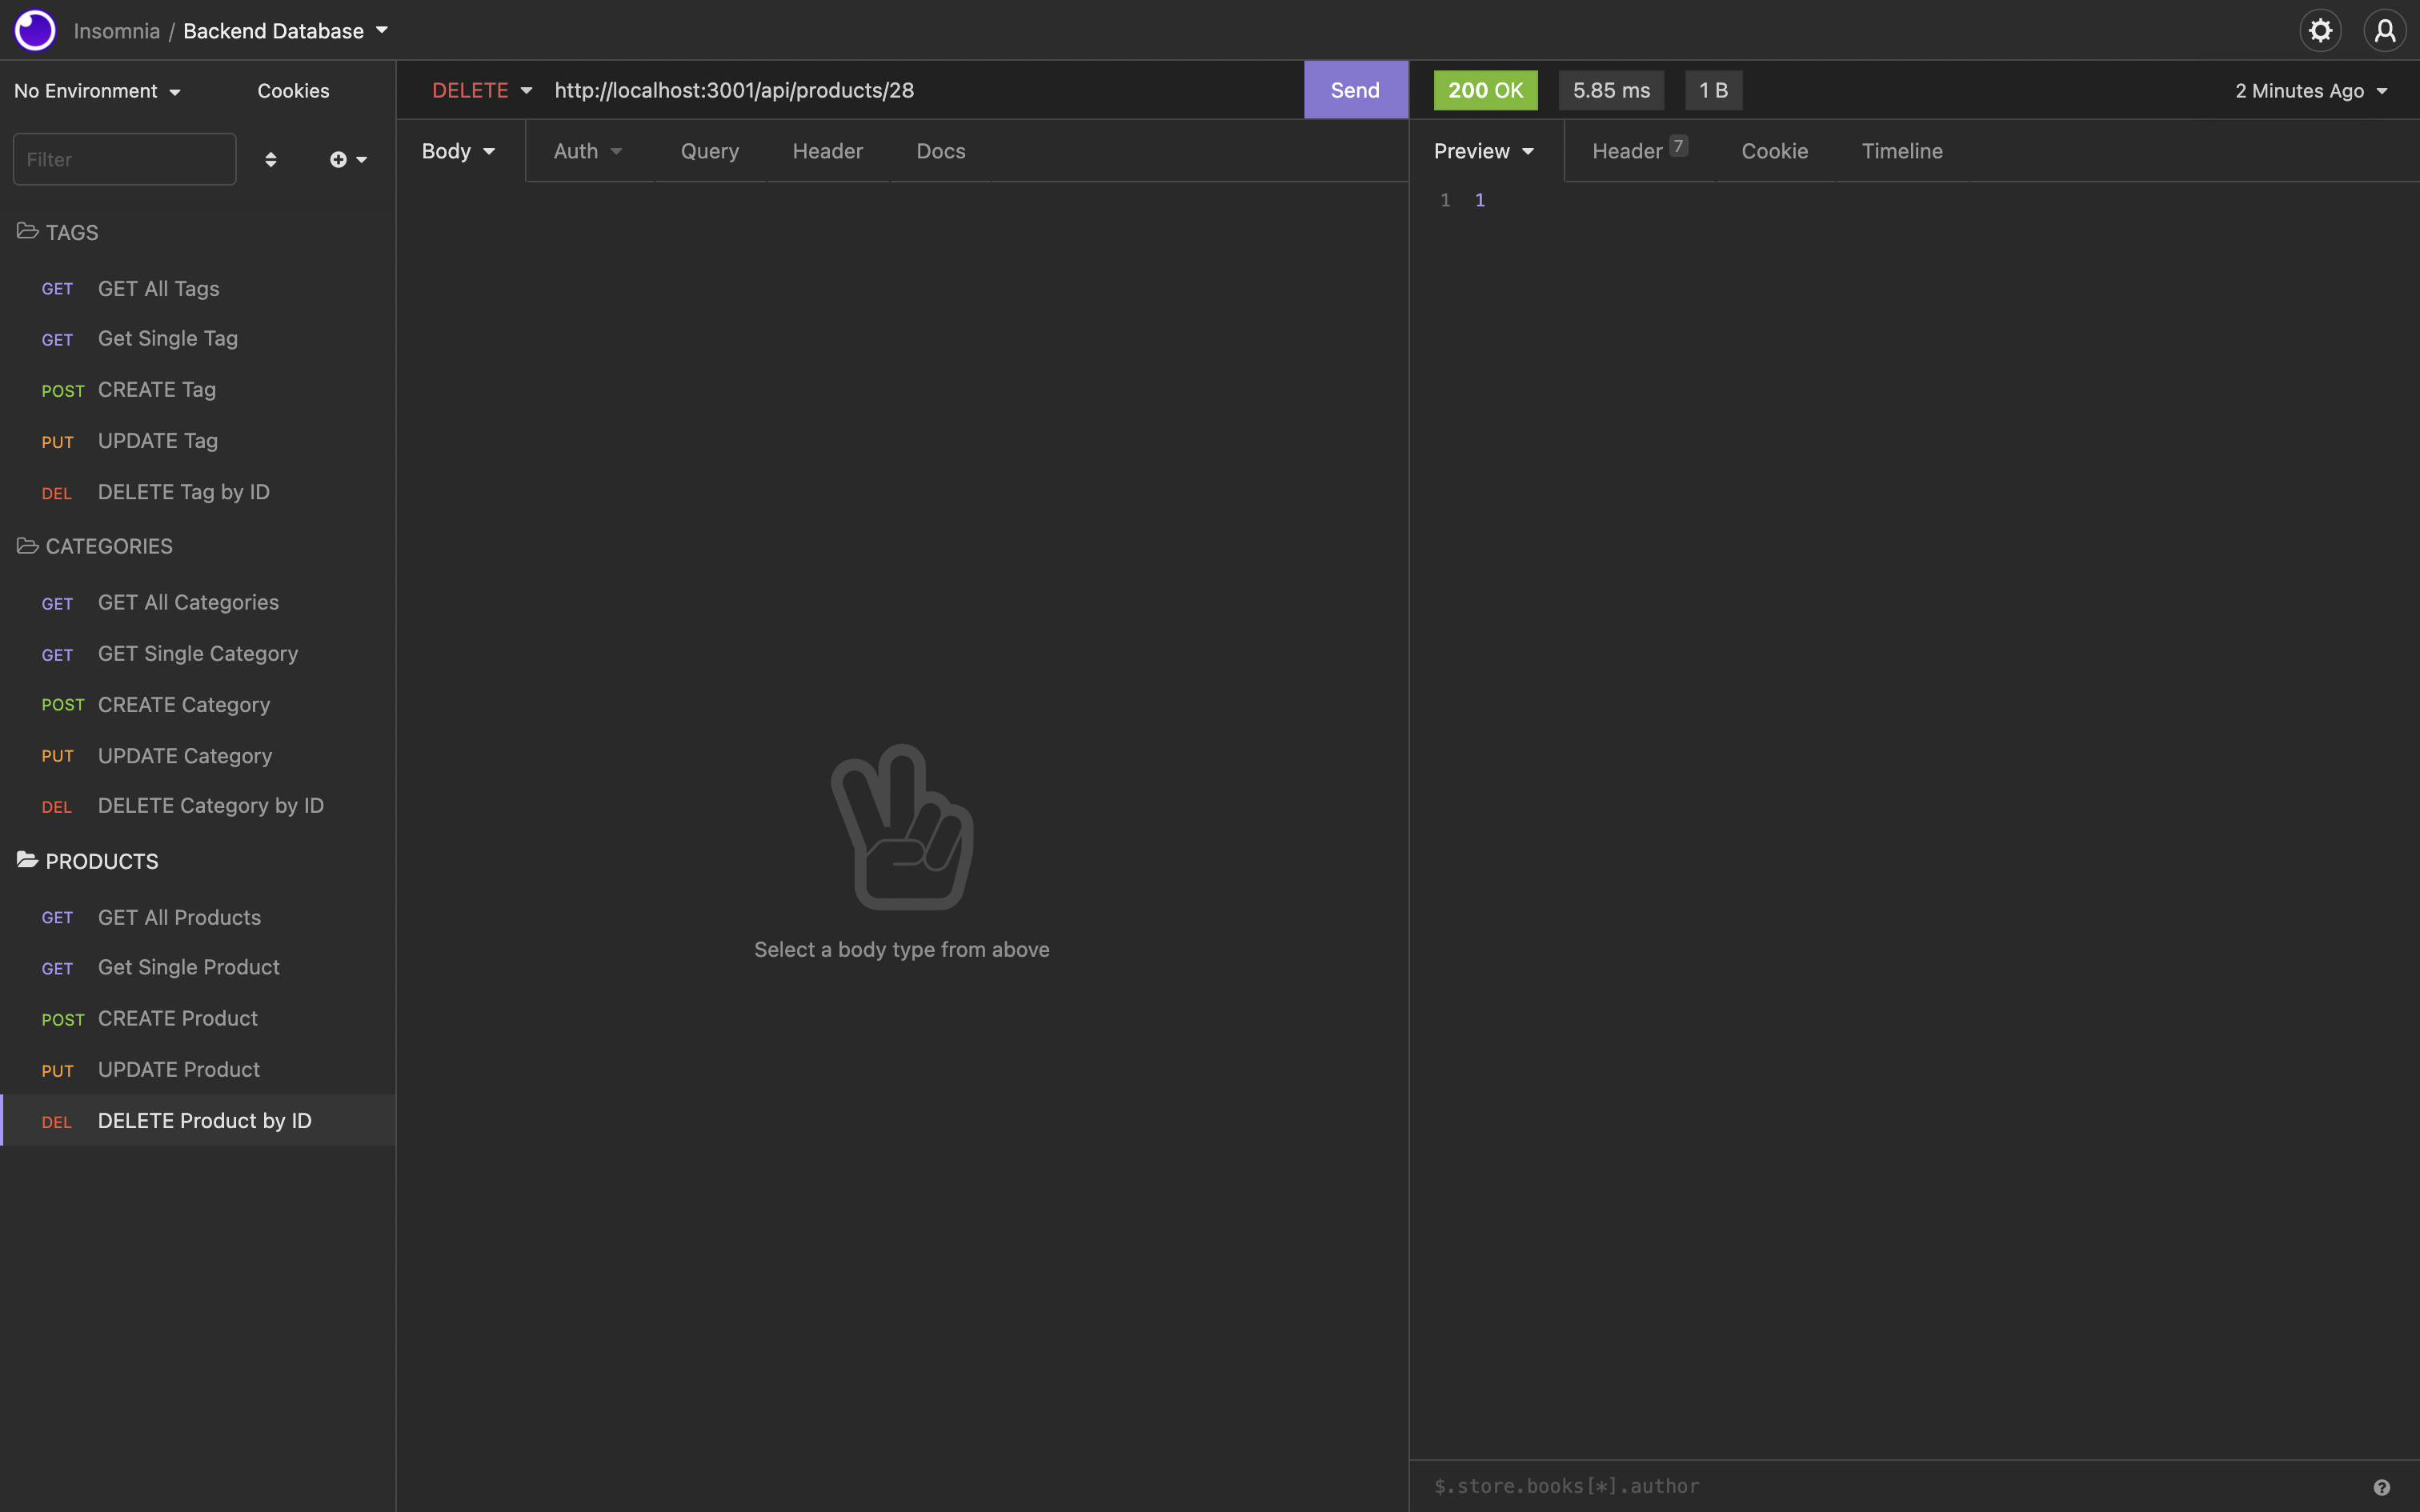 Insomnia / Backend Database
No Environment Cookies
Filter
TAGS
GET GET All Tags
GET Get Single Tag
POST CREATE Tag
PUT UPDATE Tag
DEL DELETE Tag by ID
CATEGORIES
GET GET All Categories
GET GET Single Category
POST CREATE Category
PUT UPDATE Category
DEL DELETE Category by ID
PRODUCTS
GET GET All Products
GET Get Single Product
POST CREATE Product
PUT UPDATE Product
DEL DELETE Product by ID
DELETE http://localhost:3001/api/products/28 Send
Body Auth Query Header Docs
Select a body type from above
200 OK 5.85 ms 1 B 2 Minutes Ago
Preview Header 7 Cookie Timeline
1 1
$.store.books[*].author ?